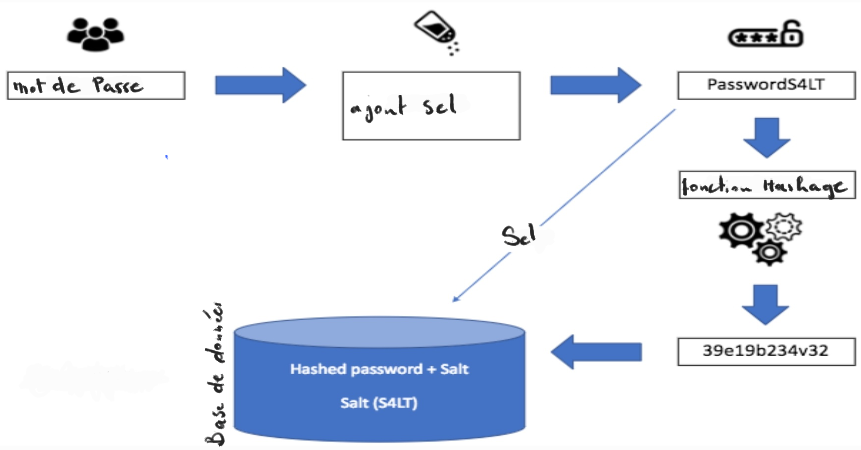 ***
mot de Passe
ajout sel
PasswordS4LT
fonction Hashage
Sel
Base de données
Hashed password + Salt
Salt (S4LT)
39e19b234v32